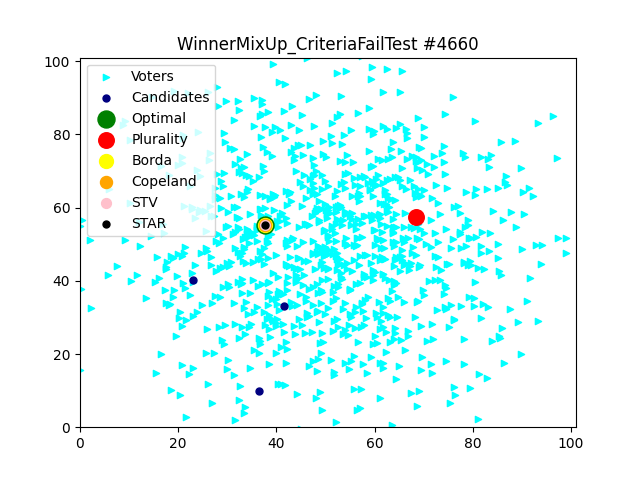 WinnerMixUp_CriteriaFailTest #4660
100
80
60
40
20
0
0
20
40
60
80
100
Voters
Candidates
Optimal
Plurality
Borda
Copeland
STV
STAR